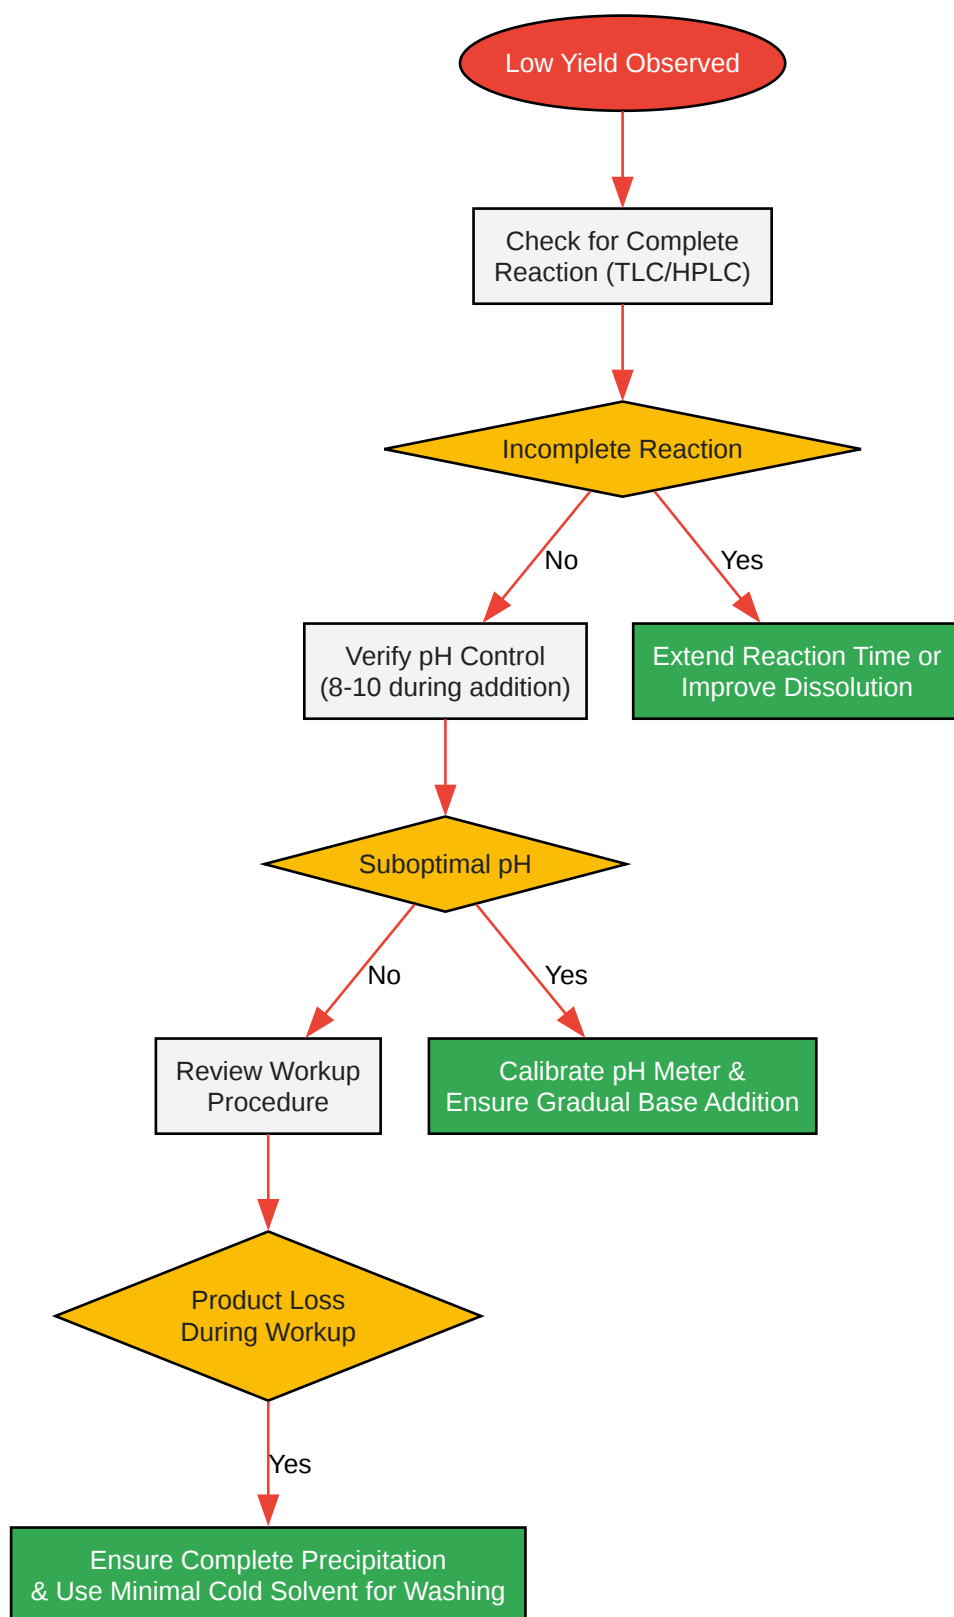 Low Yield Observed
Check for Complete
Reaction (TLC/HPLC)
Incomplete Reaction
No
Yes
Verify pH Control
(8-10 during addition)
Extend Reaction Time or
Improve Dissolution
Suboptimal pH
No
Yes
Review Workup
Procedure
Calibrate pH Meter &
Ensure Gradual Base Addition
Product Loss
During Workup
Yes
Ensure Complete Precipitation
& Use Minimal Cold Solvent for Washing